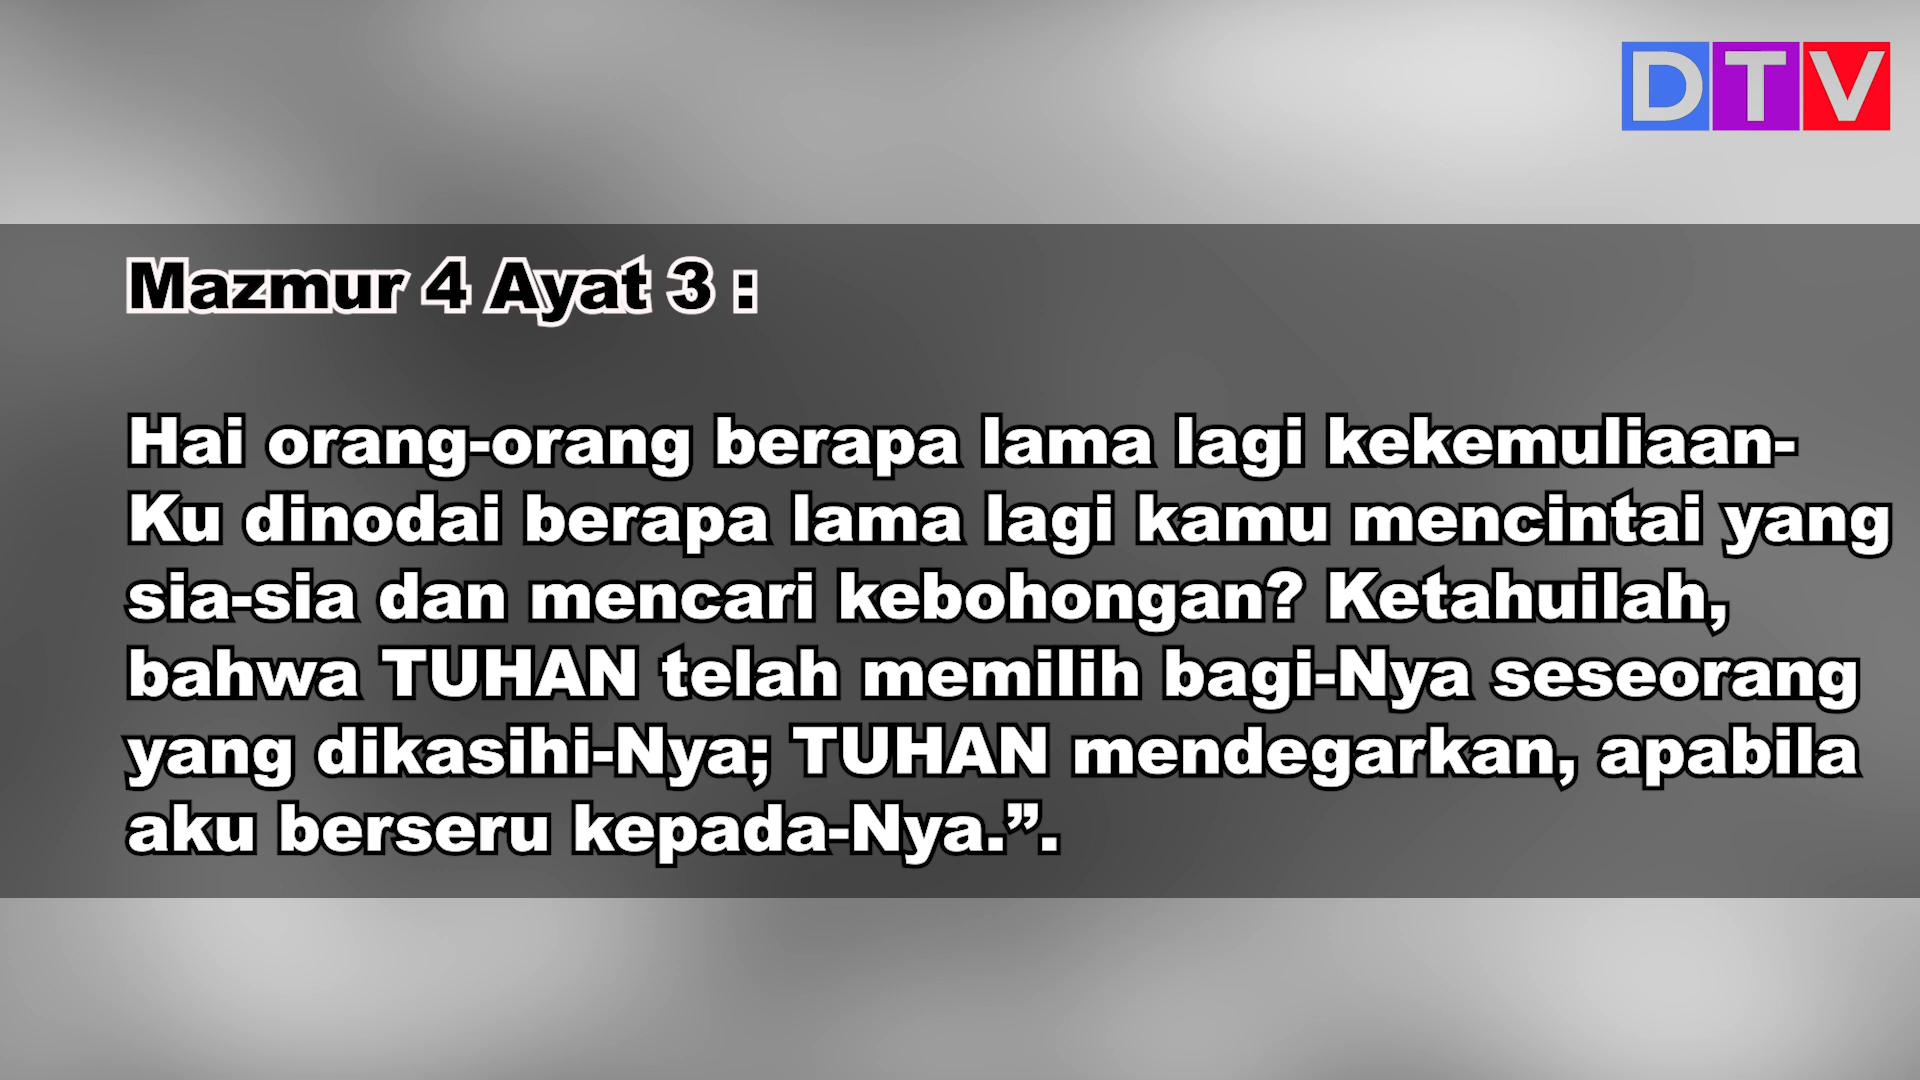 DTV
Mazmur 4 Ayat 3 :
Hai orang-orang berapa lama lagi kekemuliaan-
Ku dinodai berapa lama lagi kamu mencintai yang
sia-sia dan mencari kebohongan? Ketahuilah,
bahwa TUHAN telah memilih bagi-Nya seseorang
yang dikasihi-Nya; TUHAN mendegarkan, apabila
aku berseru kepada-Nya.”.